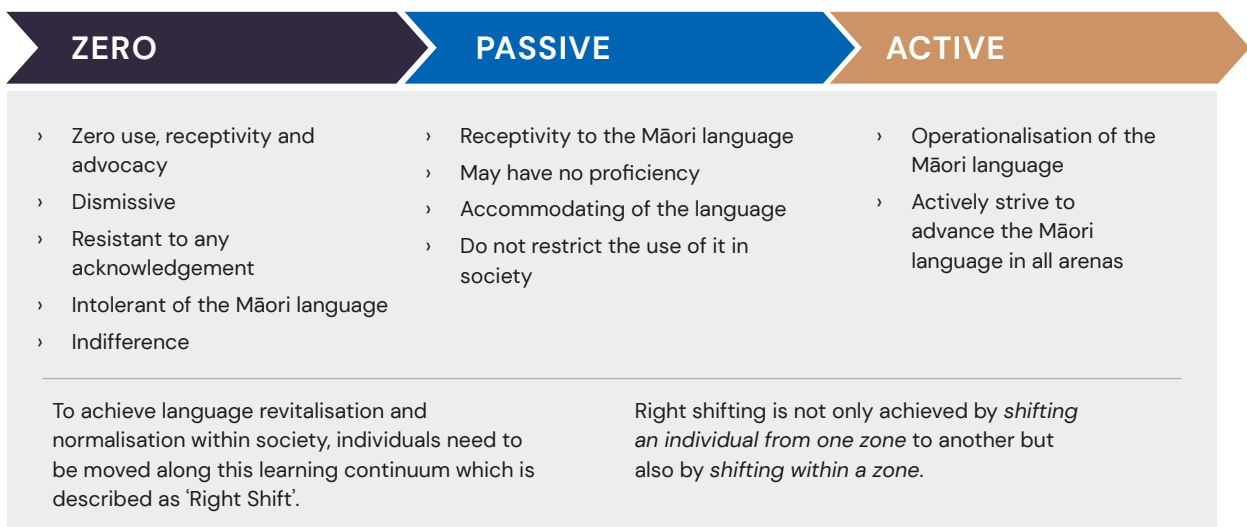 ZERO
PASSIVE
ACTIVE
› Zero use, receptivity and
advocacy
› Dismissive
› Resistant to any
acknowledgement
› Intolerant of the Māori language
› Indifference
› Receptivity to the Māori language
› May have no proficiency
› Accommodating of the language
› Do not restrict the use of it in
society
› Operationalisation of the
Māori language
› Actively strive to
advance the Māori
language in all arenas
To achieve language revitalisation and
normalisation within society, individuals need to
be moved along this learning continuum which is
described as ‘Right Shift’.
Right shifting is not only achieved by shifting
an individual from one zone to another but
also by shifting within a zone.